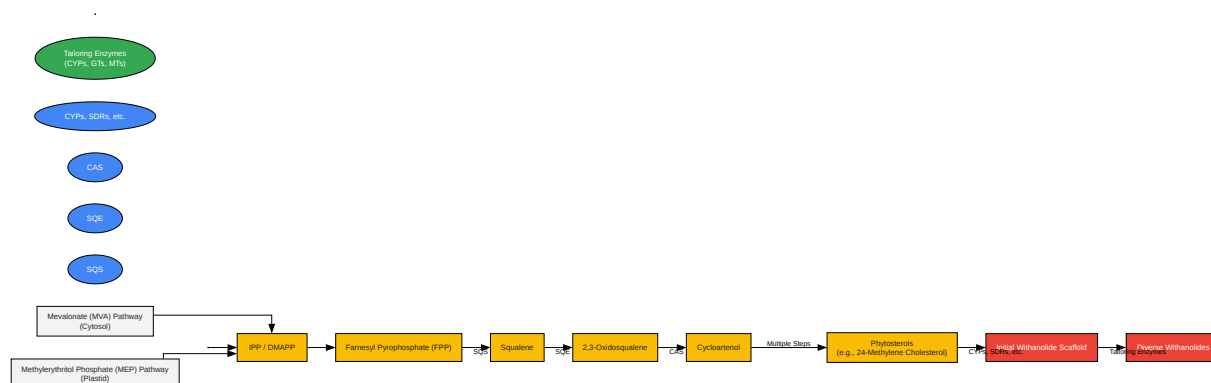 .
Tailoring Enzymes
(CYPs, GTs, MTs)
CYPs, SDRs, etc.
CAS
SQE
SQS
Mevalonate (MVA) Pathway
(Cytosol)
Methylerythritol Phosphate (MEP) Pathway
(Plastid)
IPP / DMAPP
Farnesyl Pyrophosphate (FPP)
SQS
Squalene
SQE
2,3-Oxidosqualene
CAS
Cycloartenol
Multiple Steps
Phytosterols
(e.g., 24-Methylene Cholesterol)
CYPs, SDRs, etc.
Initial Withanolide Scaffold
Tailoring Enzymes
Diverse Withanolides